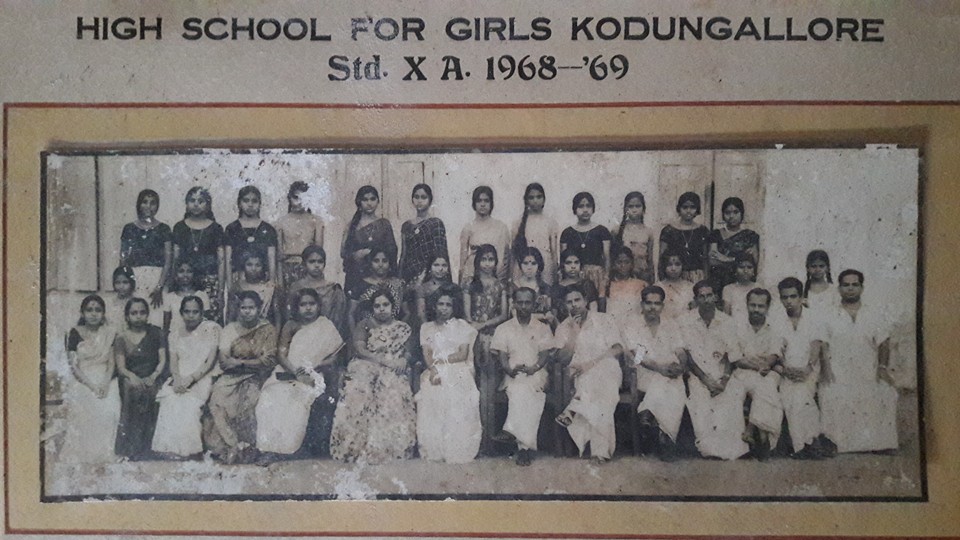 HIGH SCHOOL FOR GIRLS KODUNGALLORE
Std. X A. 1968–'69